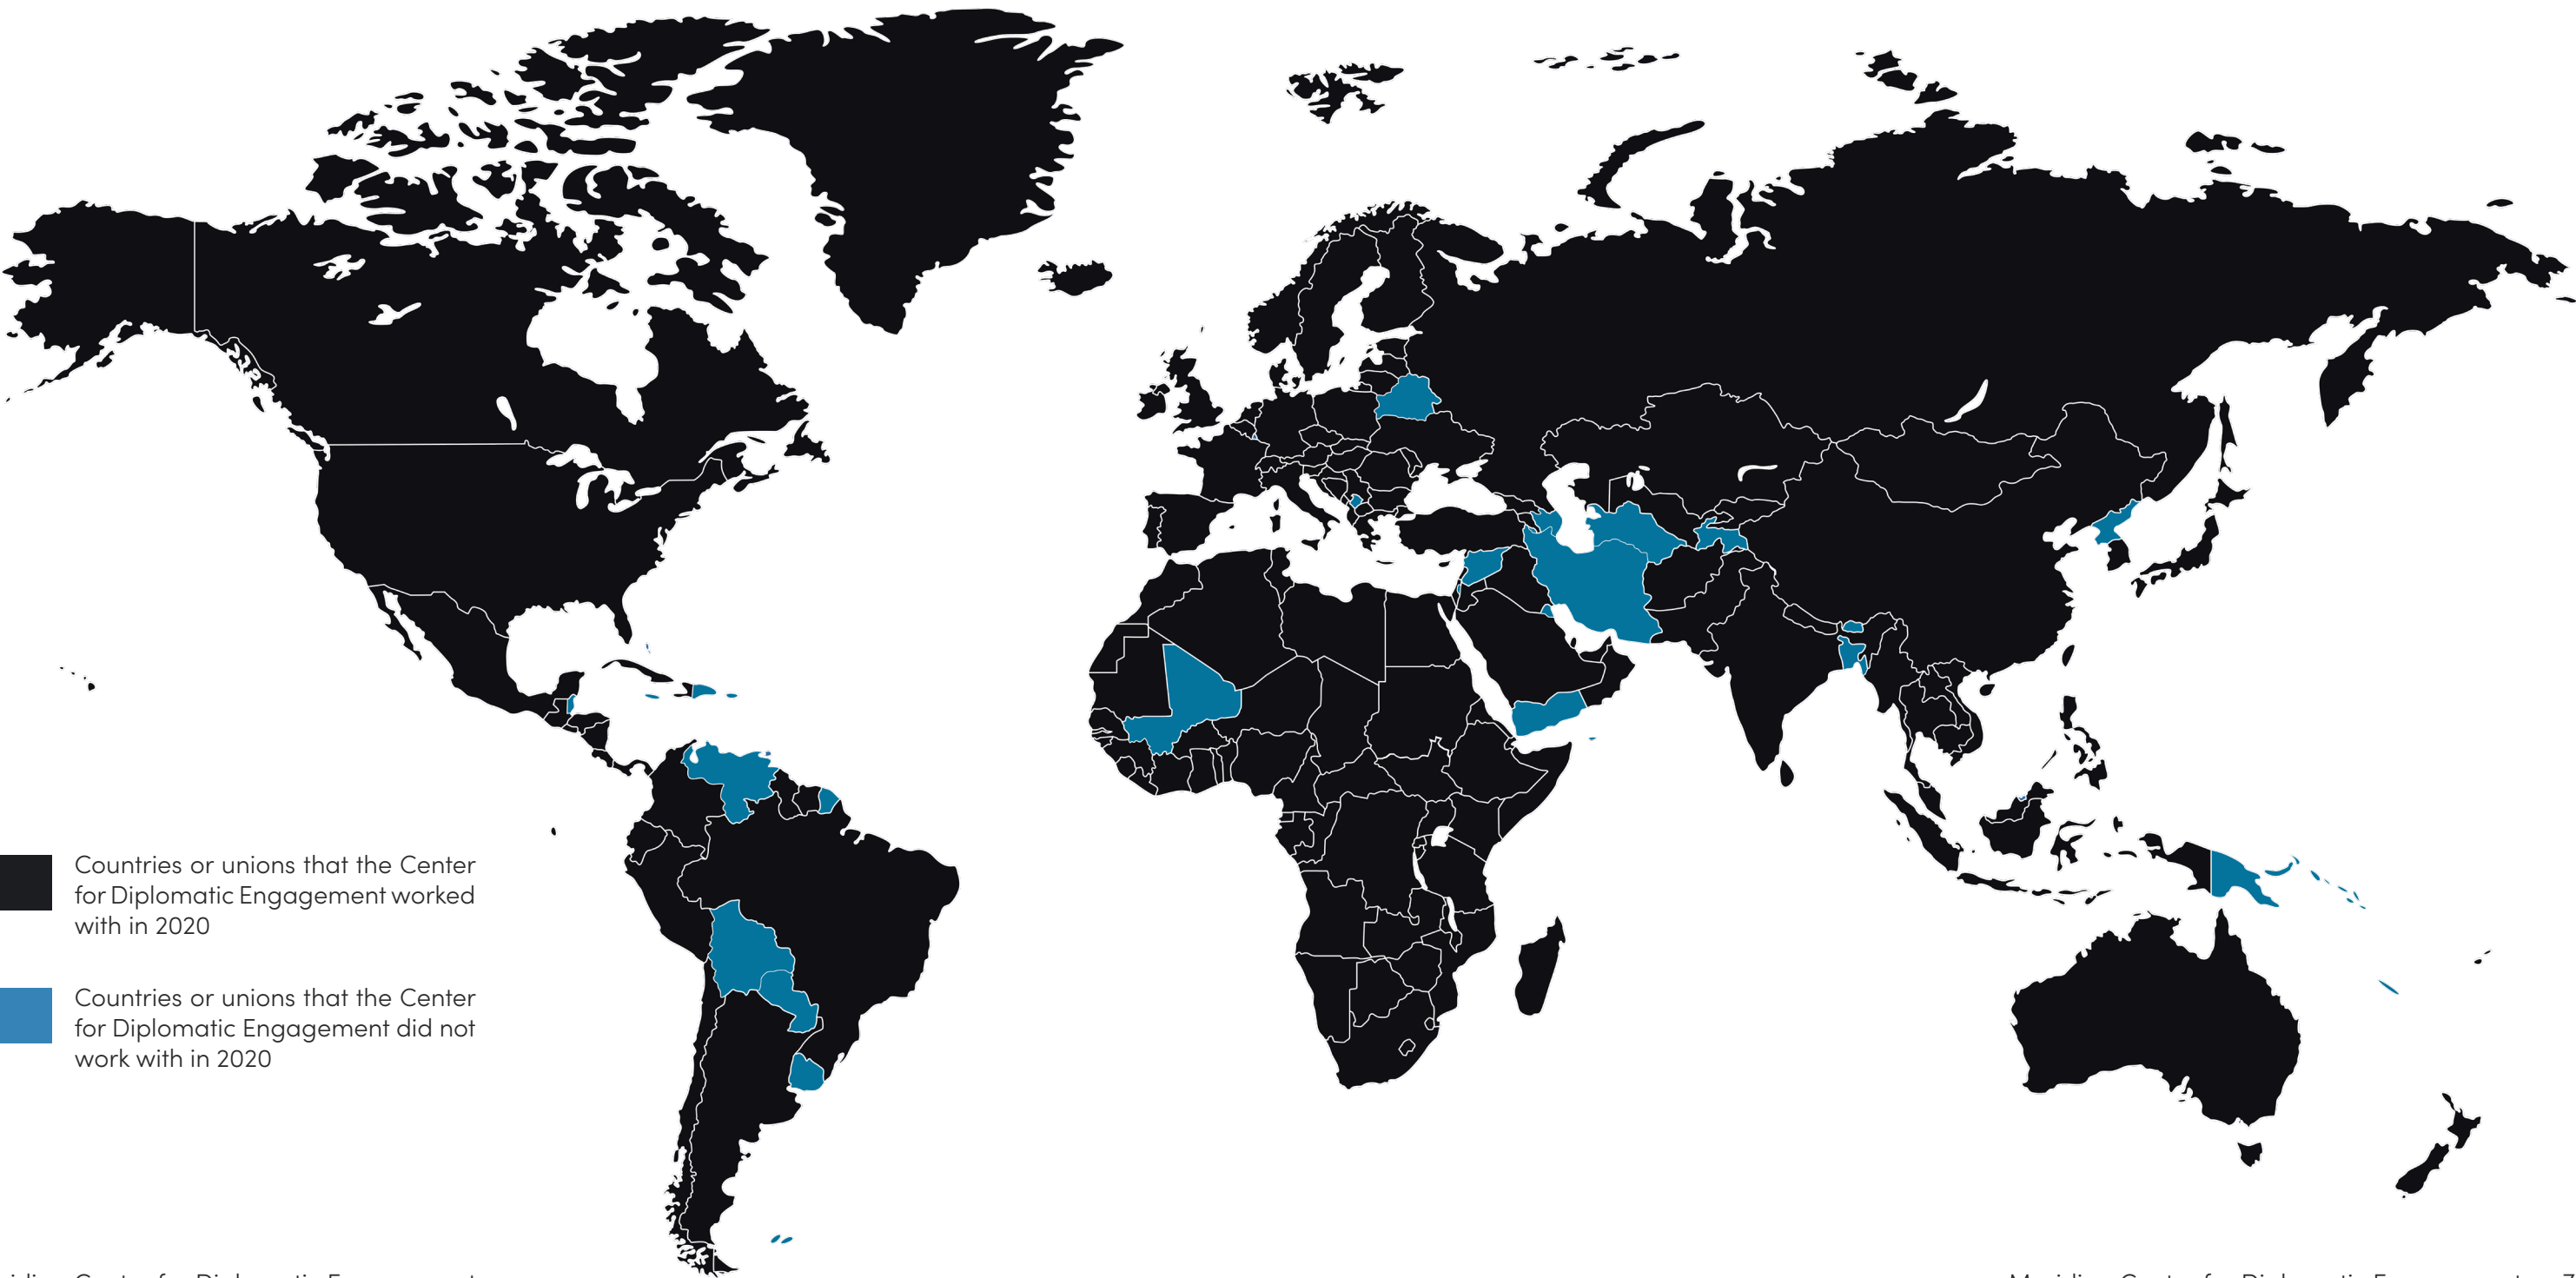 Countries or unions that the Center
for Diplomatic Engagement worked
with in 2020
Countries or unions that the Center
for Diplomatic Engagement did not
work with in 2020